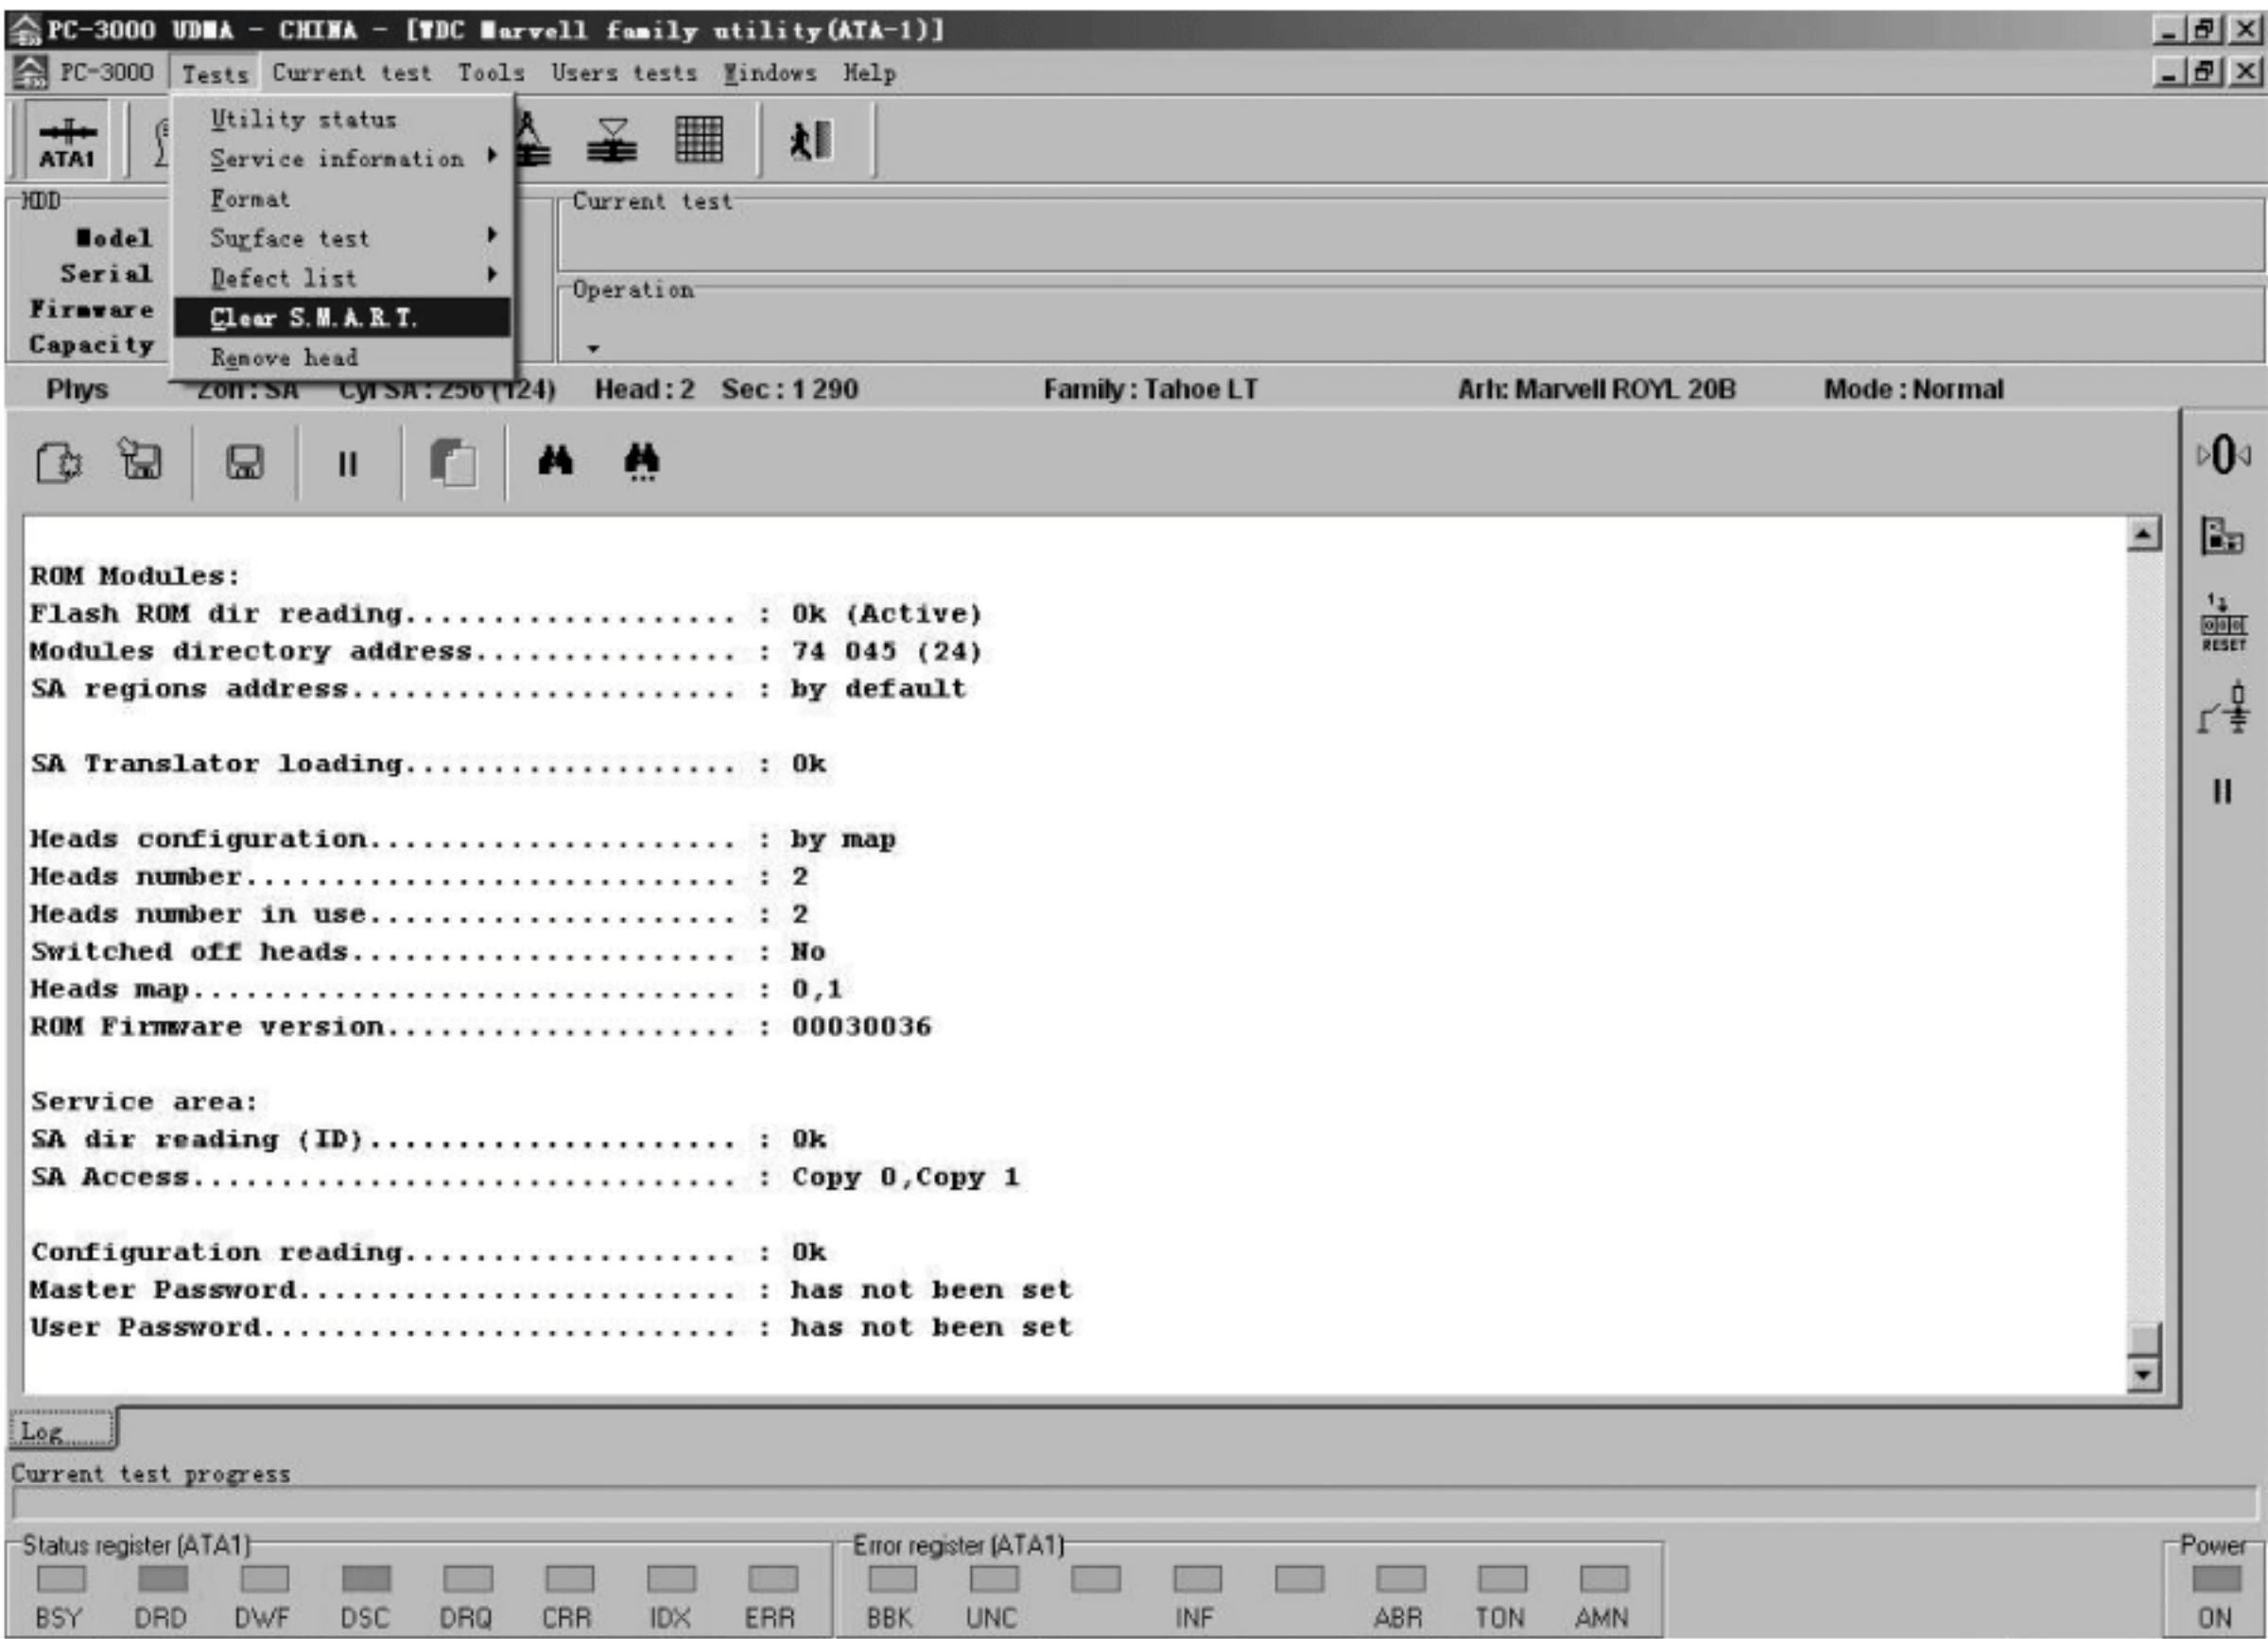 PC-3000 UDMA - CHINA - [WDC Marvell family utility(ATA-1)]
PC-3000 Tests Current test Tools Users tests Windows Help
ATA1
Utility status
Service information
Format
Surface test
Defect list
Clear S.M.A.R.T.
Remove head
HDD
Model
Serial
Firmware
Capacity
Current test
Operation
Phys Zon : SA Cyl SA : 256 (124) Head : 2 Sec : 1 290 Family : Tahoe LT Arh: Marvell ROYL 20B Mode : Normal
ROM Modules:
Flash ROM dir reading................... : Ok (Active)
Modules directory address............... : 74 045 (24)
SA regions address...................... : by default
SA Translator loading................... : Ok
Heads configuration..................... : by map
Heads number............................ : 2
Heads number in use..................... : 2
Switched off heads...................... : No
Heads map............................... : 0,1
ROM Firmware version.................... : 00030036
Service area:
SA dir reading (ID)..................... : Ok
SA Access............................... : Copy 0,Copy 1
Configuration reading................... : Ok
Master Password......................... : has not been set
User Password........................... : has not been set
RESET
Log
Current test progress
Status register (ATA1) Error register (ATA1) Power
BSY DRD DWF DSC DRQ CRR IDX ERR BBK UNC INF ABR TON AMN ON